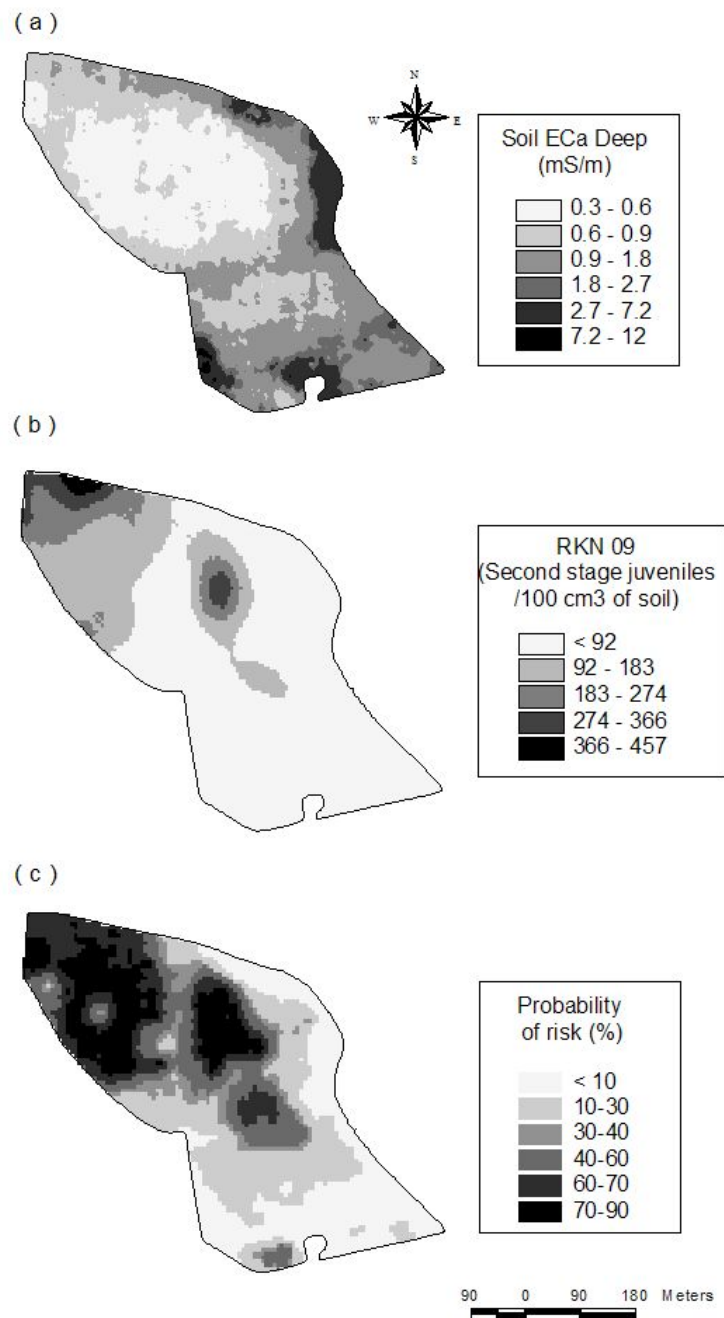 ( a )
N
W E
S
Soil ECa Deep
(mS/m)
0.3 - 0.6
0.6 - 0.9
0.9 - 1.8
1.8 - 2.7
2.7 - 7.2
7.2 - 12
( b )
RKN 09
(Second stage juveniles
/100 cm3 of soil)
< 92
92 - 183
183 - 274
274 - 366
366 - 457
( c )
Probability
of risk (%)
< 10
10-30
30-40
40-60
60-70
70-90
90 0 90 180 Meters